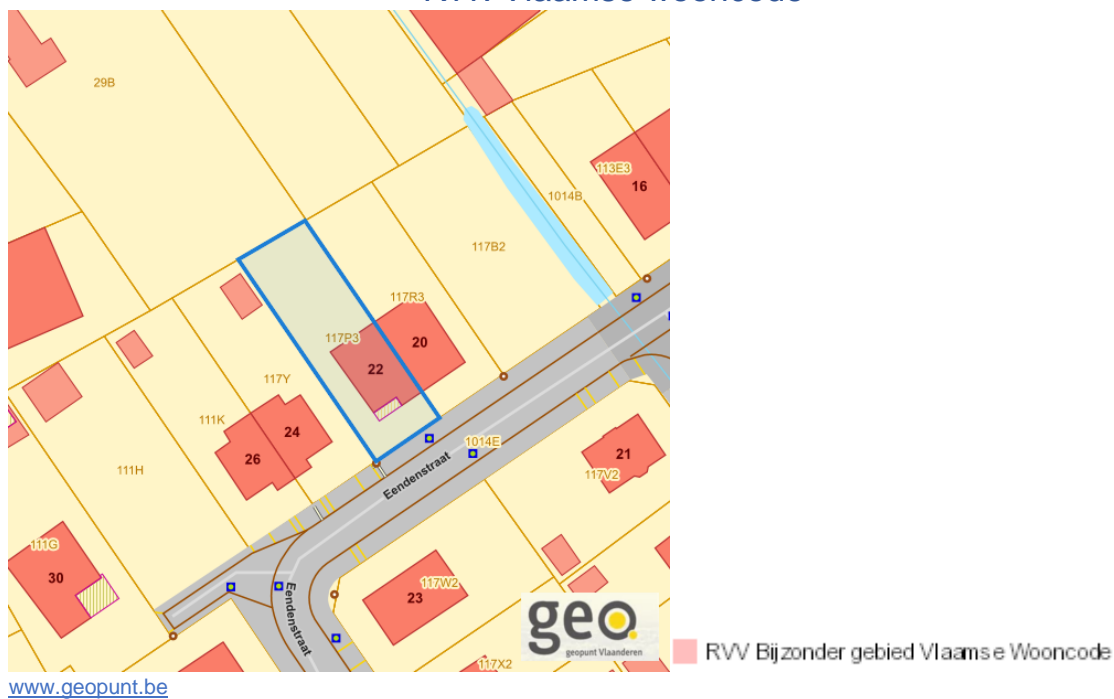 29B
113E3
16
1014B
117B2
117R3
20
117P3
22
117Y
111K
24
26
111H
1014E
Eendenstraat
21
117V2
111G
30
Eendenstraat
117W2
23
117X2
geo
geopunt Vlaanderen
RVV Bijzonder gebied Vlaamse Wooncode
www.geopunt.be